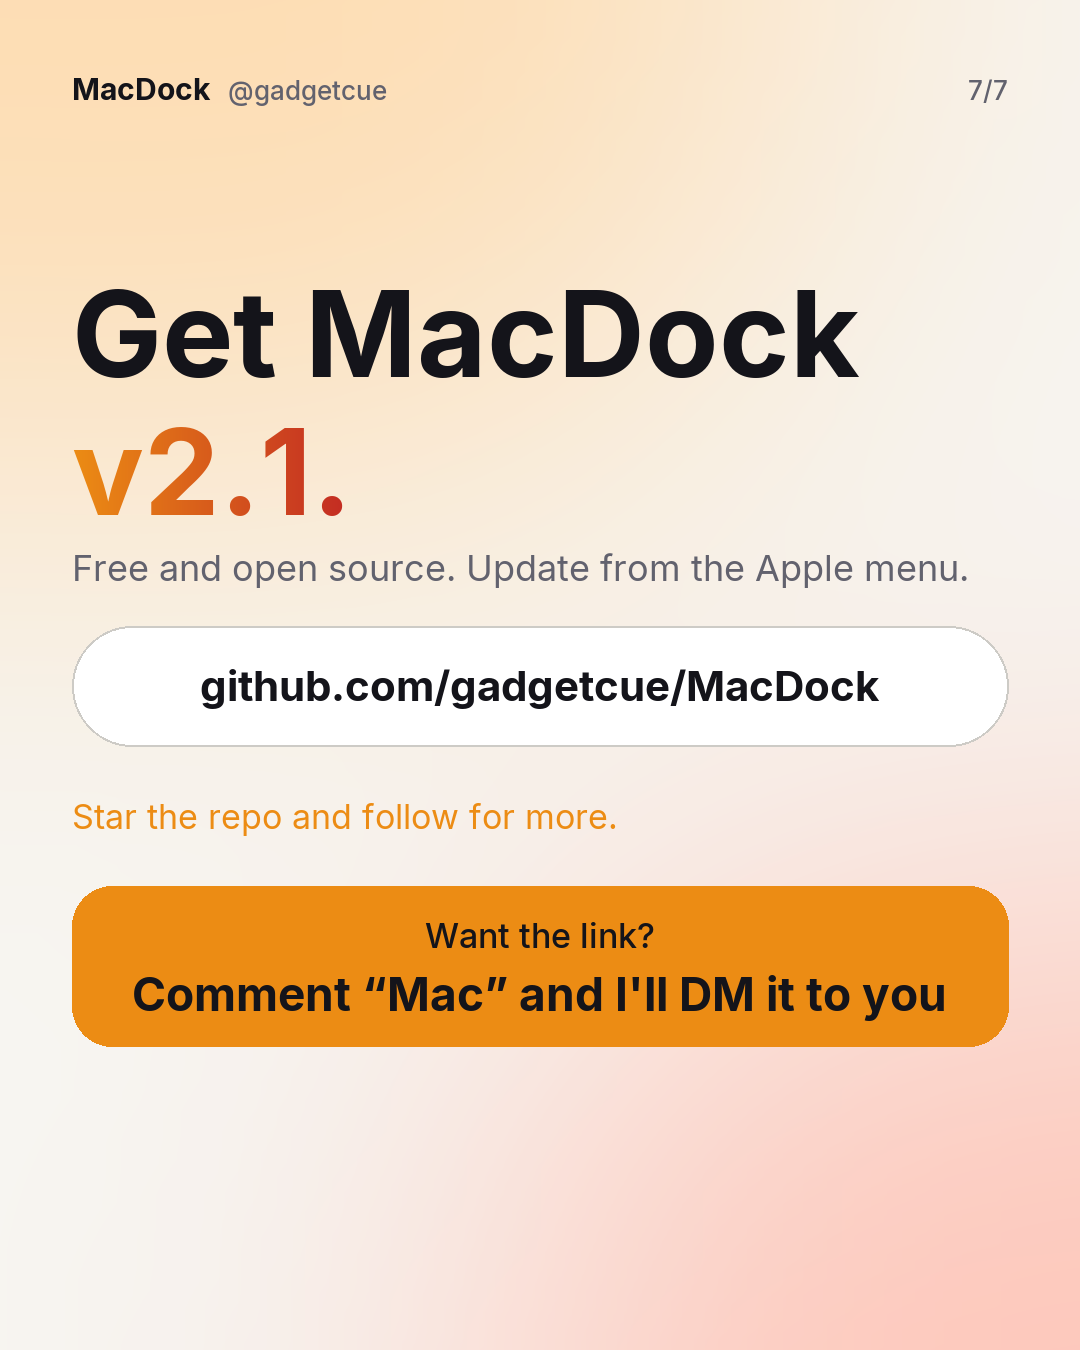 MacDock @gadgetcue
7/7
Get MacDock
v2.1.
Free and open source. Update from the Apple menu.
github.com/gadgetcue/MacDock
Star the repo and follow for more.
Want the link?
Comment “Mac” and I'll DM it to you